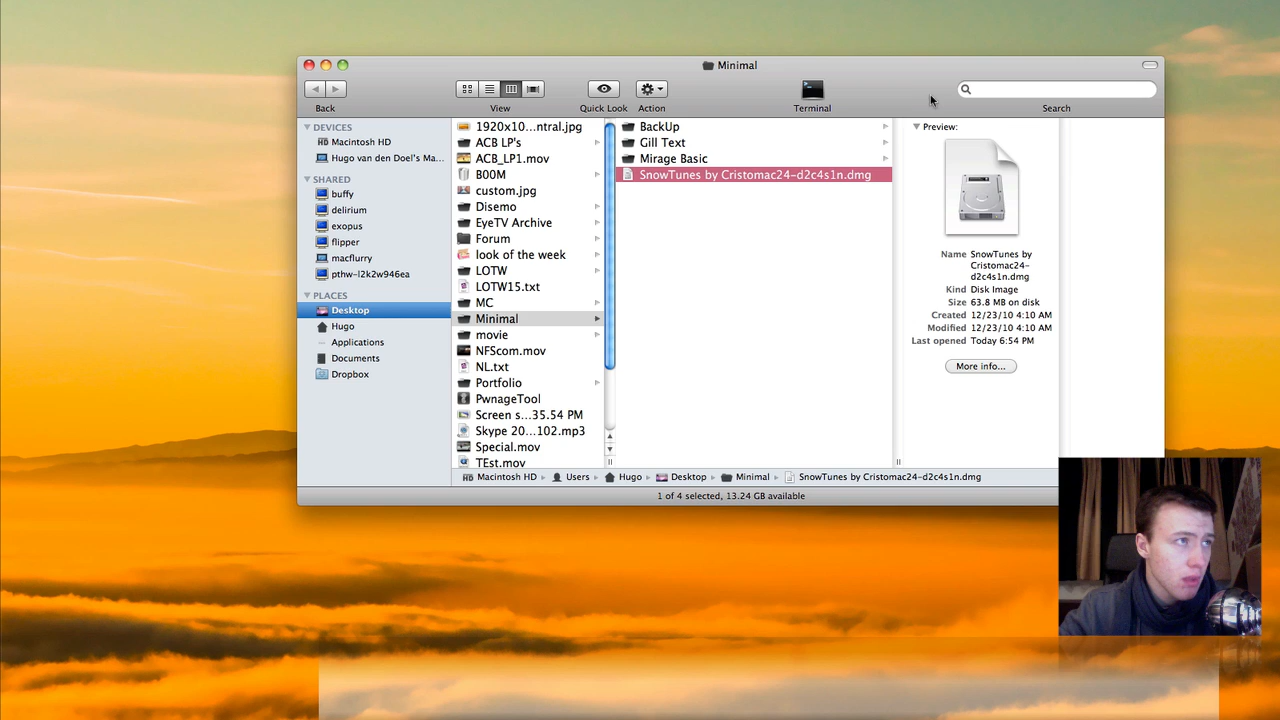 Minimal
Back
View
Quick Look
Action
Terminal
Search
DEVICES
Macintosh HD
Hugo van den Doel's Ma...
SHARED
buffy
delirium
exopus
flipper
macflurry
pthw-l2k2w946ea
PLACES
Desktop
Hugo
Applications
Documents
Dropbox
1920x10...ntral.jpg
ACB LP's
ACB_LP1.mov
B00M
custom.jpg
Disemo
EyeTV Archive
Forum
look of the week
LOTW
LOTW15.txt
MC
Minimal
movie
NFScom.mov
NL.txt
Portfolio
PwnageTool
Screen s...35.54 PM
Skype 20...102.mp3
Special.mov
TEst.mov
BackUp
Gill Text
Mirage Basic
SnowTunes by Cristomac24-d2c4s1n.dmg
Preview:
Name SnowTunes by
Cristomac24-
d2c4s1n.dmg
Kind Disk Image
Size 63.8 MB on disk
Created 12/23/10 4:10 AM
Modified 12/23/10 4:10 AM
Last opened Today 6:54 PM
More info...
Macintosh HD Users Hugo Desktop Minimal SnowTunes by Cristomac24-d2c4s1n.dmg
1 of 4 selected, 13.24 GB available